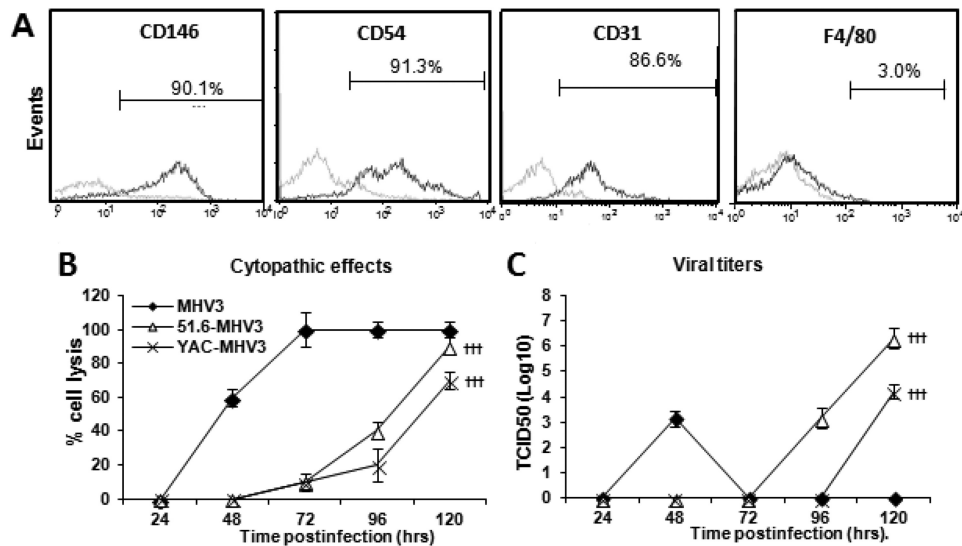 A
CD146
CD54
CD31
F4/80
90.1%
91.3%
86.6%
3.0%
Events
0 10¹ 10² 10³ 10⁴
10⁰ 10¹ 10² 10³ 10⁴
10⁰ 10¹ 10² 10³ 10⁴
10⁰ 10¹ 10² 10³ 10⁴
B
Cytopathic effects
% cell lysis
120
100
80
60
40
20
0
MHV3
51.6-MHV3
YAC-MHV3
†††
†††
24 48 72 96 120
Time postinfection (hrs)
C
Viral titers
TCID50 (Log10)
8
7
6
5
4
3
2
1
0
†††
†††
24 48 72 96 120
Time postinfection (hrs).